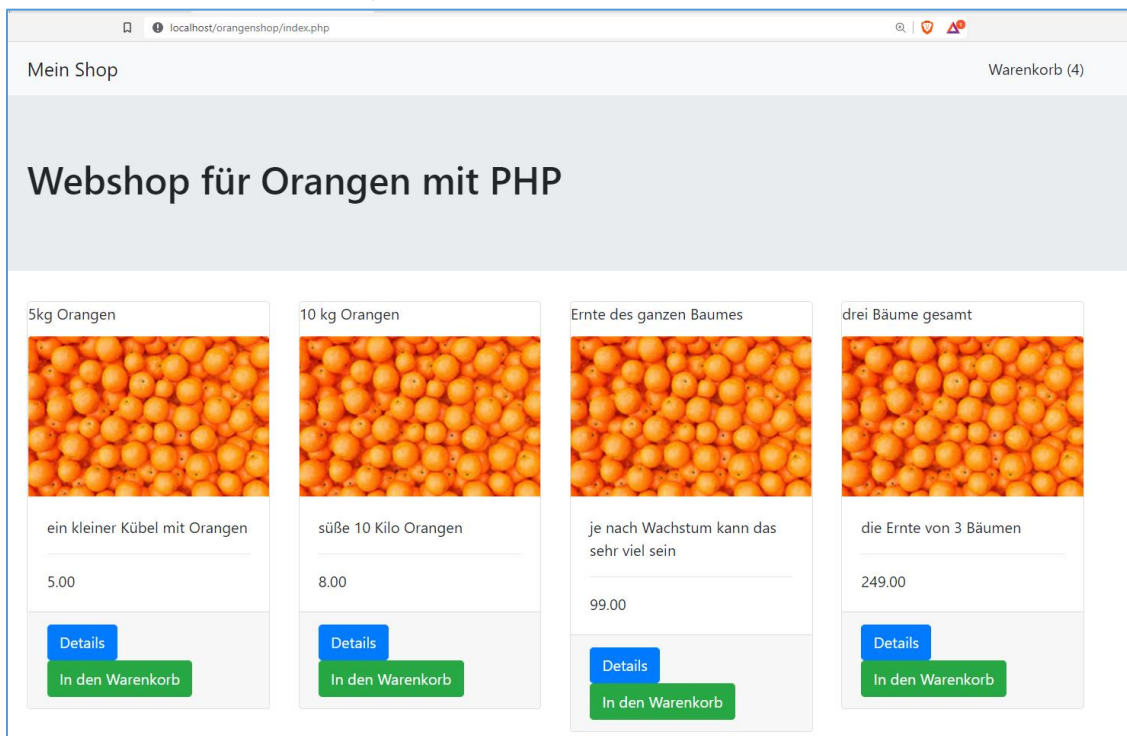 localhost/orangenshop/index.php
1
Mein Shop
Warenkorb (4)
Webshop für Orangen mit PHP
5kg Orangen
ein kleiner Kübel mit Orangen
5.00
Details
In den Warenkorb
10 kg Orangen
süße 10 Kilo Orangen
8.00
Details
In den Warenkorb
Ernte des ganzen Baumes
je nach Wachstum kann das
sehr viel sein
99.00
Details
In den Warenkorb
drei Bäume gesamt
die Ernte von 3 Bäumen
249.00
Details
In den Warenkorb